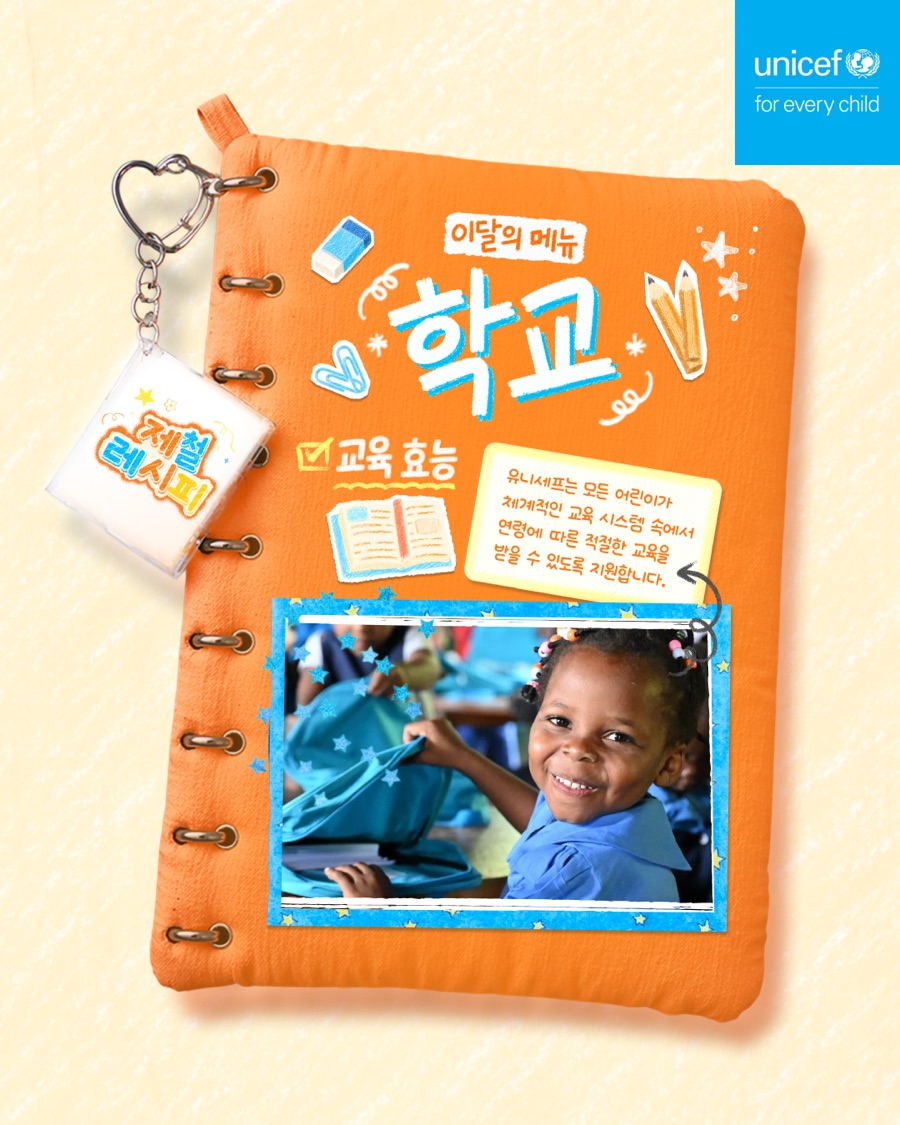 unicef
for every child
이달의 메뉴
학교
제철
레시피
교육 효능
유니세프는 모든 어린이가
체계적인 교육 시스템 속에서
연령에 따른 적절한 교육을
받을 수 있도록 지원합니다.